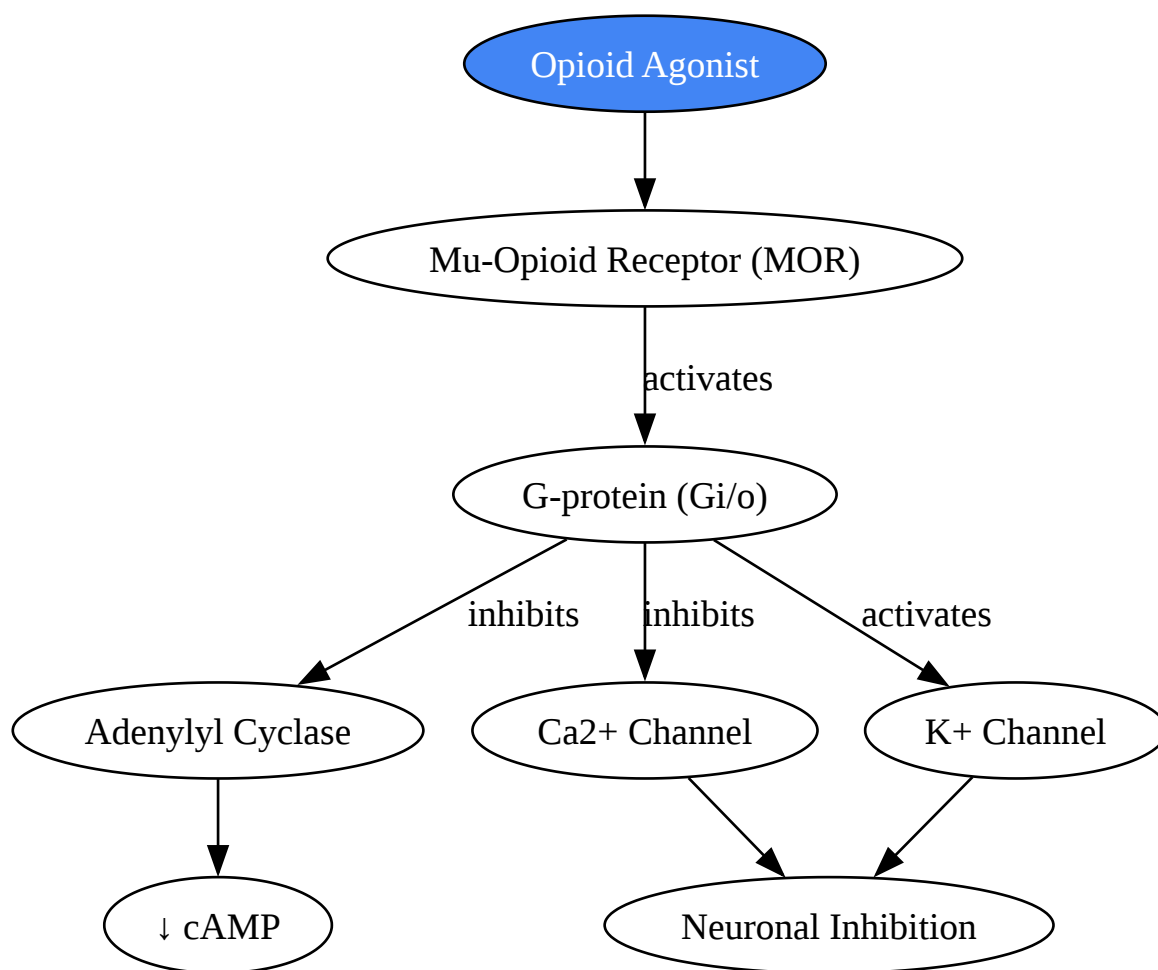 Opioid Agonist
Mu-Opioid Receptor (MOR)
activates
G-protein (Gi/o)
inhibits
inhibits
activates
Adenylyl Cyclase
Ca2+ Channel
K+ Channel
↓ cAMP
Neuronal Inhibition